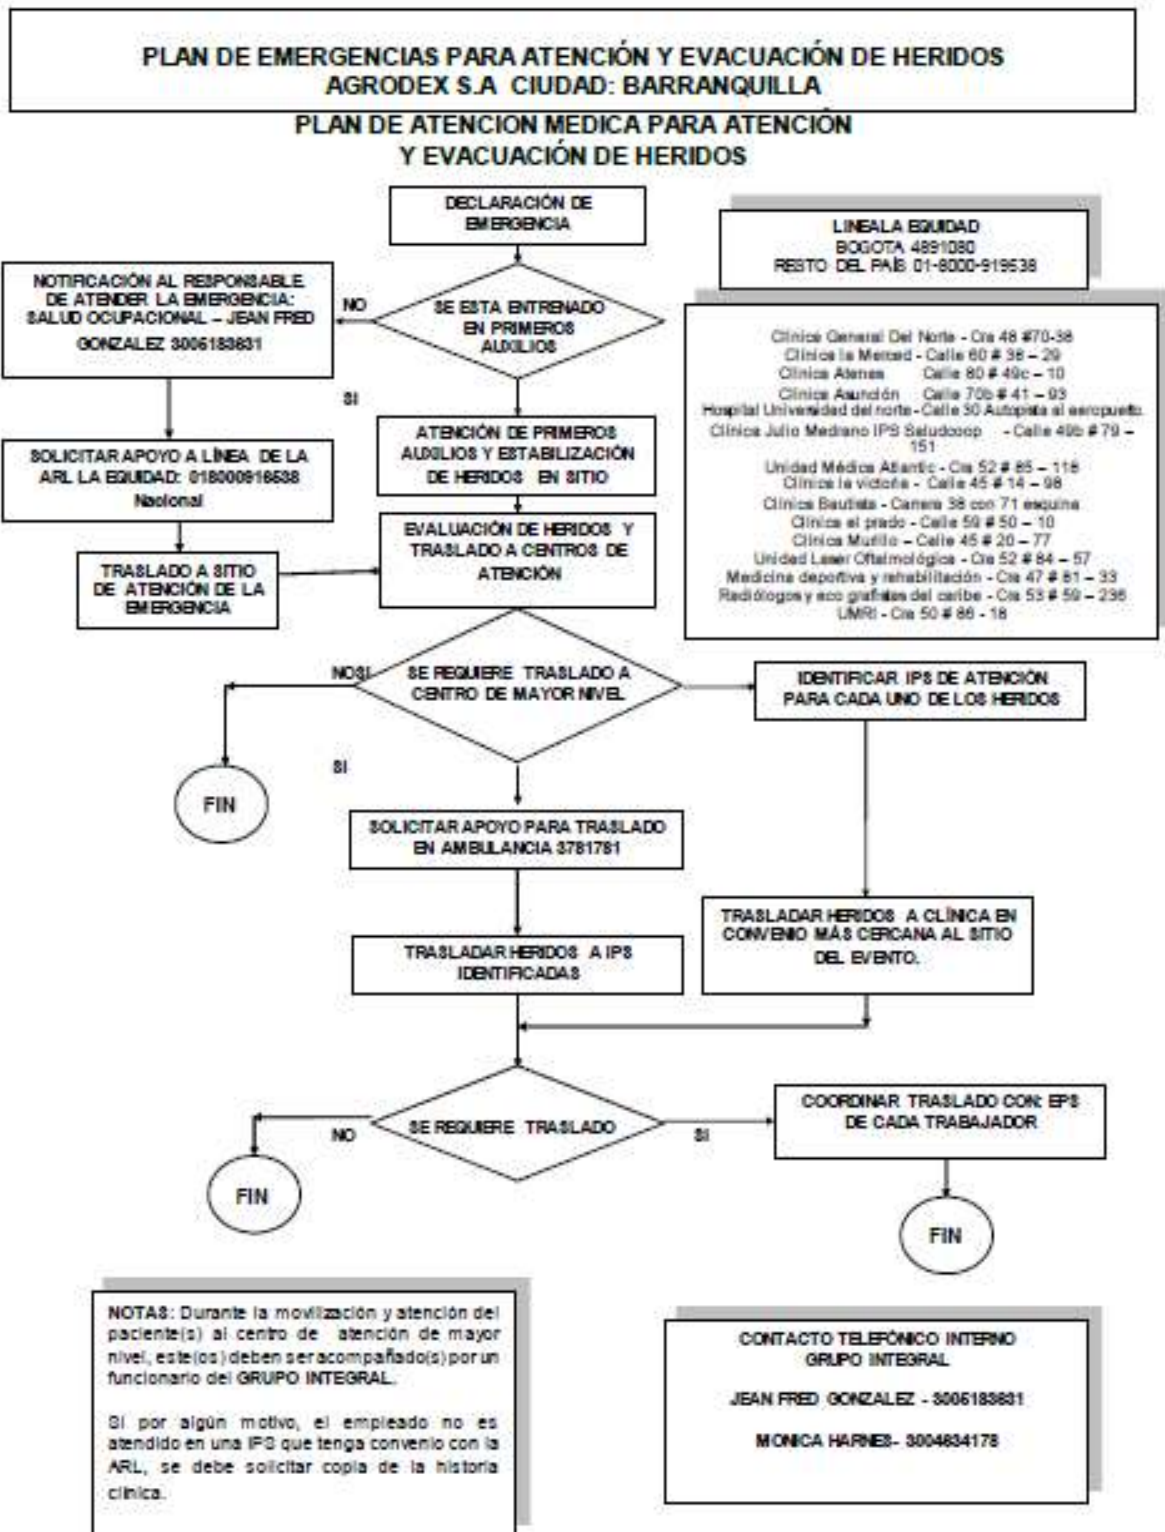 PLAN DE EMERGENCIAS PARA ATENCIÓN Y EVACUACIÓN DE HERIDOS
AGRODEX S.A CIUDAD: BARRANQUILLA
PLAN DE ATENCION MEDICA PARA ATENCIÓN
Y EVACUACIÓN DE HERIDOS
DECLARACIÓN DE
EMERGENCIA
LINEALA EQUIDAD
BOGOTA 4891080
RESTO DEL PAÍS 01-8000-919538
NOTIFICACIÓN AL RESPONSABLE
DE ATENDER LA EMERGENCIA:
SALUD OCUPACIONAL – JEAN FRED
GONZALEZ 3005183631
NO
SE ESTA ENTRENADO
EN PRIMEROS
AUXILIOS
SI
Clínica General Del Norte - Cra 48 #70-38
Clínica la Merced - Calle 60 # 38 – 29
Clínica Atenas Calle 80 # 49c – 10
Clínica Asunción Calle 70b # 41 – 93
Hospital Universidad del norte - Calle 30 Autopista al aeropuerto.
Clínica Julio Medrano IPS Saludcoop - Calle 49b # 79 –
151
Unidad Médica Atlantic - Cra 52 # 85 – 118
Clínica la victoria - Calle 45 # 14 – 98
Clínica Bautista - Carrera 38 con 71 esquina
Clínica el prado - Calle 59 # 50 – 10
Clínica Murillo – Calle 45 # 20 – 77
Unidad Laser Oftalmológica - Cra 52 # 84 – 57
Medicina deportiva y rehabilitación - Cra 47 # 81 – 33
Radiólogos y eco grafistas del caribe - Cra 53 # 59 – 236
UMRI - Cra 50 # 86 - 18
SOLICITAR APOYO A LÍNEA DE LA
ARL LA EQUIDAD: 018000916538
Nacional
ATENCIÓN DE PRIMEROS
AUXILIOS Y ESTABILIZACIÓN
DE HERIDOS EN SITIO
TRASLADO A SITIO
DE ATENCIÓN DE LA
EMERGENCIA
EVALUACIÓN DE HERIDOS Y
TRASLADO A CENTROS DE
ATENCIÓN
NOSI
SE REQUIERE TRASLADO A
CENTRO DE MAYOR NIVEL
IDENTIFICAR IPS DE ATENCIÓN
PARA CADA UNO DE LOS HERIDOS
SI
FIN
SOLICITAR APOYO PARA TRASLADO
EN AMBULANCIA 3781781
TRASLADAR HERIDOS A IPS
IDENTIFICADAS
TRASLADAR HERIDOS A CLÍNICA EN
CONVENIO MÁS CERCANA AL SITIO
DEL EVENTO.
NO
SE REQUIERE TRASLADO
SI
COORDINAR TRASLADO CON: EPS
DE CADA TRABAJADOR
FIN
FIN
NOTAS: Durante la movilización y atención del
paciente(s) al centro de atención de mayor
nivel, este(os) deben ser acompañado(s) por un
funcionario del GRUPO INTEGRAL.
Si por algún motivo, el empleado no es
atendido en una IPS que tenga convenio con la
ARL, se debe solicitar copia de la historia
clínica.
CONTACTO TELEFÓNICO INTERNO
GRUPO INTEGRAL
JEAN FRED GONZALEZ - 3005183631
MONICA HARNES- 3004634178